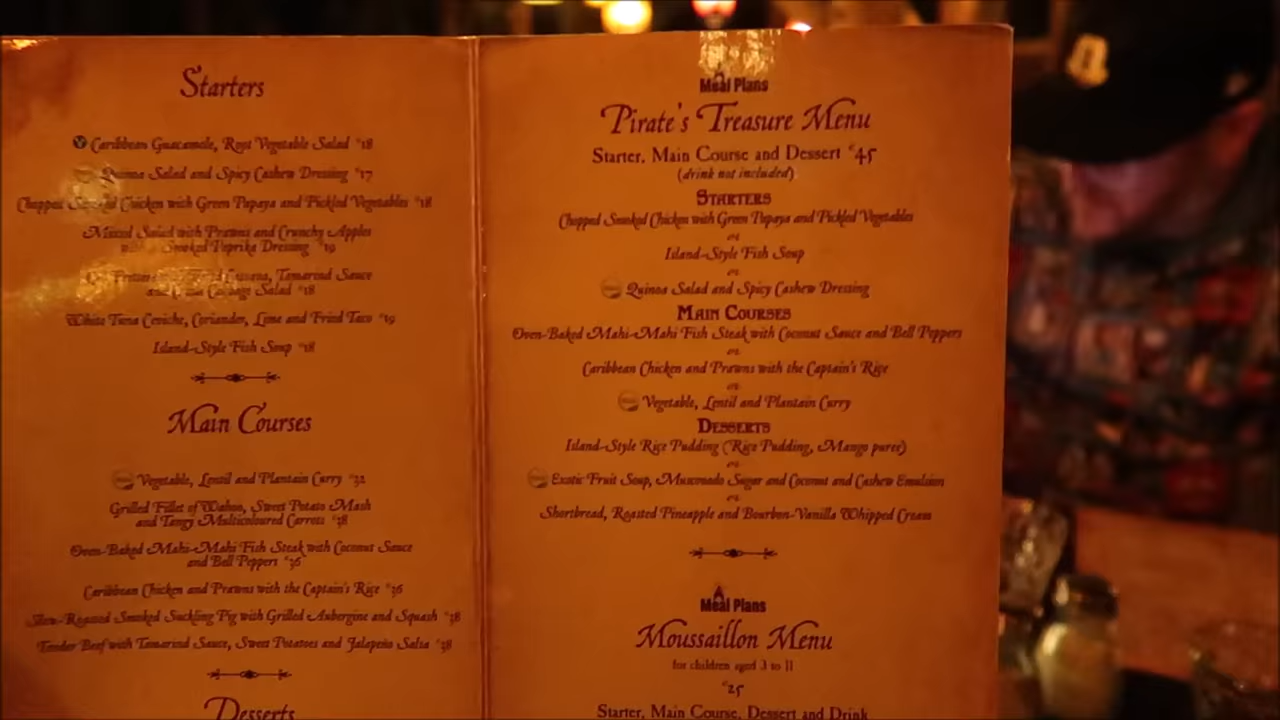 Starters
Caribbean Guacamole, Root Vegetable Salad €18
Quinoa Salad and Spicy Cashew Dressing €17
Chopped Smoked Chicken with Green Papaya and Pickled Vegetables €18
Mixed Salad with Prawns and Crunchy Apples
with a Smoked Paprika Dressing €19
Tamarind Sauce
and Salad €18
White Tuna Ceviche, Coriander, Lime and Fried Taco €19
Island-Style Fish Soup €18
Main Courses
Vegetable, Lentil and Plantain Curry €32
Grilled Fillet of Wahoo, Sweet Potato Mash
and Tangy Multicoloured Carrots €38
Oven-Baked Mahi-Mahi Fish Steak with Coconut Sauce
and Bell Peppers €36
Caribbean Chicken and Prawns with the Captain's Rice €36
Slow-Roasted Smoked Suckling Pig with Grilled Aubergine and Squash €38
Tender Beef with Tamarind Sauce, Sweet Potatoes and Jalapeño Salsa €38
Desserts
Meal Plans
Pirate's Treasure Menu
Starter, Main Course and Dessert €45
(drink not included)
STARTERS
Chopped Smoked Chicken with Green Papaya and Pickled Vegetables
or
Island-Style Fish Soup
or
Quinoa Salad and Spicy Cashew Dressing
MAIN COURSES
Oven-Baked Mahi-Mahi Fish Steak with Coconut Sauce and Bell Peppers
or
Caribbean Chicken and Prawns with the Captain's Rice
or
Vegetable, Lentil and Plantain Curry
DESSERTS
Island-Style Rice Pudding (Rice Pudding, Mango puree)
or
Exotic Fruit Soup, Muscovado Sugar and Coconut and Cashew Emulsion
or
Shortbread, Roasted Pineapple and Bourbon-Vanilla Whipped Cream
Meal Plans
Moussaillon Menu
for children aged 3 to 11
€25
Starter, Main Course, Dessert and Drink